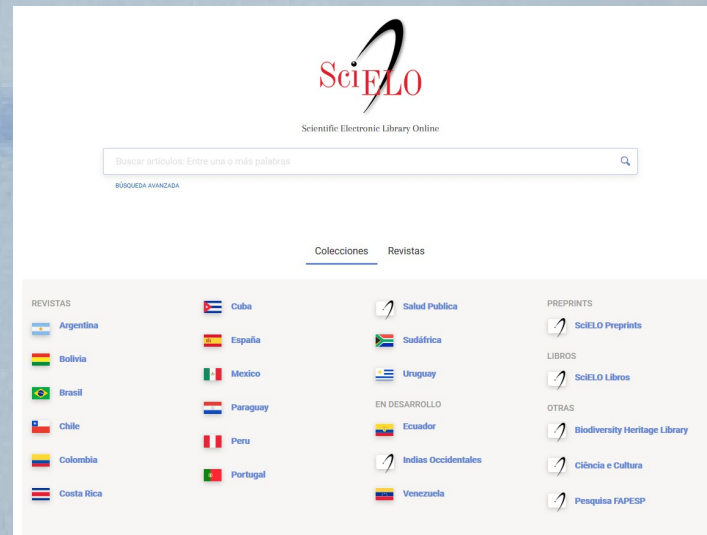 SciELO
Scientific Electronic Library Online
Buscar artículos: Entre una o más palabras
BÚSQUEDA AVANZADA
Colecciones Revistas
REVISTAS
Argentina
Bolivia
Brasil
Chile
Colombia
Costa Rica
Cuba
España
Mexico
Paraguay
Peru
Portugal
Salud Publica
Sudáfrica
Uruguay
EN DESARROLLO
Ecuador
Indias Occidentales
Venezuela
PREPRINTS
SciELO Preprints
LIBROS
SciELO Libros
OTRAS
Biodiversity Heritage Library
Ciência e Cultura
Pesquisa FAPESP